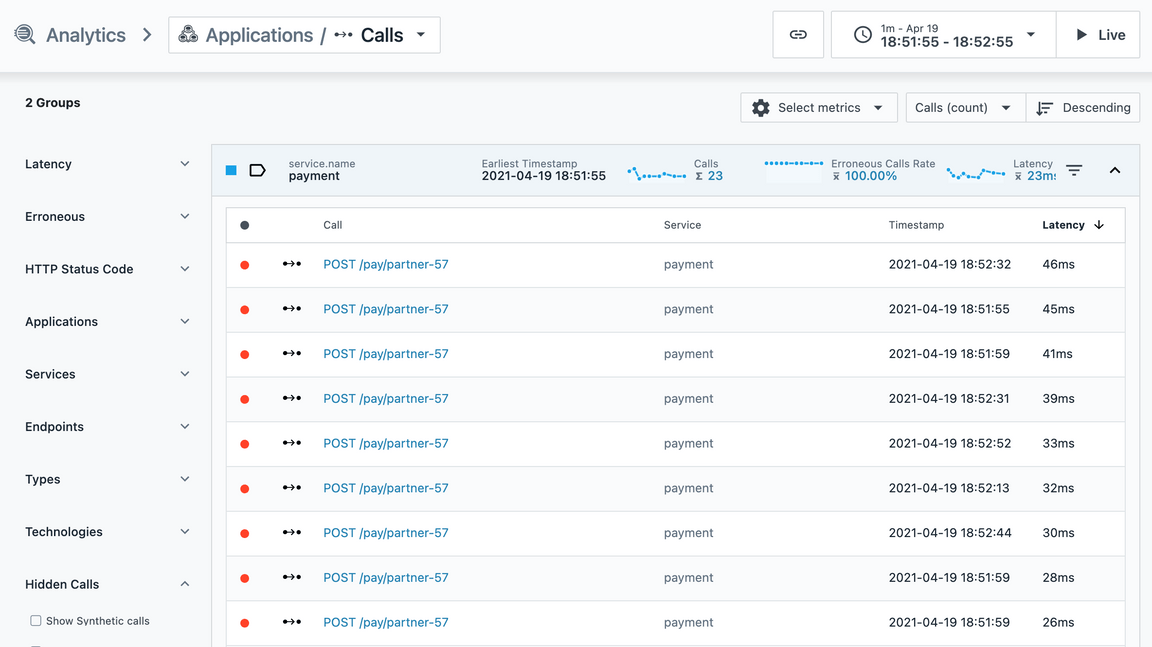 Analytics
Applications / Calls
1m - Apr 19
18:51:55 - 18:52:55
Live
2 Groups
Select metrics
Calls (count)
Descending
Latency
Erroneous
HTTP Status Code
Applications
Services
Endpoints
Types
Technologies
Hidden Calls
Show Synthetic calls
service.name
payment
Earliest Timestamp
2021-04-19 18:51:55
Calls
Σ 23
Erroneous Calls Rate
x̅ 100.00%
Latency
x̅ 23ms
Call Service Timestamp Latency
POST /pay/partner-57 payment 2021-04-19 18:52:32 46ms
POST /pay/partner-57 payment 2021-04-19 18:51:55 45ms
POST /pay/partner-57 payment 2021-04-19 18:51:59 41ms
POST /pay/partner-57 payment 2021-04-19 18:52:31 39ms
POST /pay/partner-57 payment 2021-04-19 18:52:52 33ms
POST /pay/partner-57 payment 2021-04-19 18:52:13 32ms
POST /pay/partner-57 payment 2021-04-19 18:52:44 30ms
POST /pay/partner-57 payment 2021-04-19 18:51:59 28ms
POST /pay/partner-57 payment 2021-04-19 18:51:59 26ms